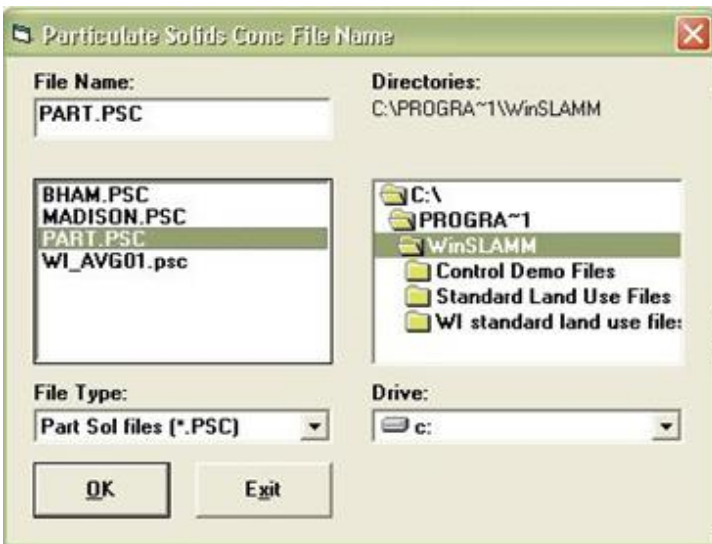 Particulate Solids Conc File Name
File Name:
PART.PSC
Directories:
C:\PROGRA~1\WinSLAMM
BHAM.PSC
MADISON.PSC
PART.PSC
WI_AVG01.psc
C:\
PROGRA~1
WinSLAMM
Control Demo Files
Standard Land Use Files
WI standard land use files
File Type:
Part Sol files (*.PSC)
Drive:
c:
OK
Exit